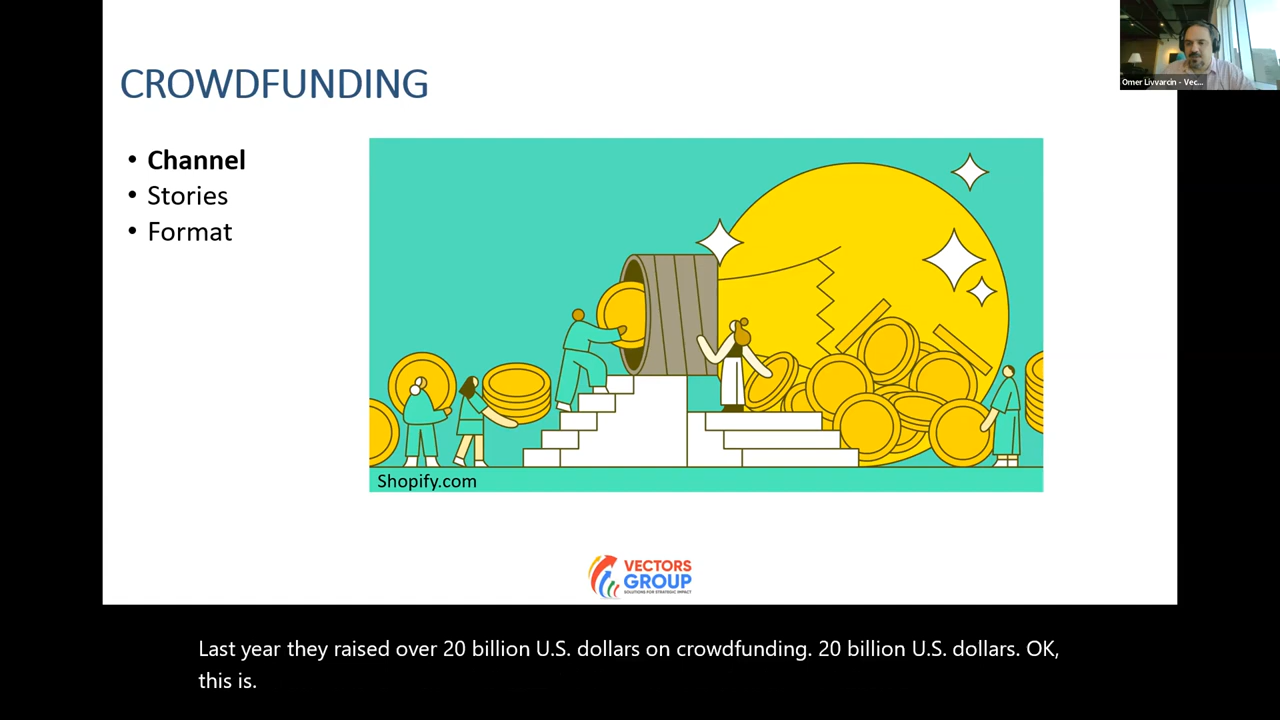 Omer Livvarcin - Vec...
CROWDFUNDING
• Channel
• Stories
• Format
Shopify.com
VECTORS
GROUP
SOLUTIONS FOR STRATEGIC IMPACT
Last year they raised over 20 billion U.S. dollars on crowdfunding. 20 billion U.S. dollars. OK,
this is.